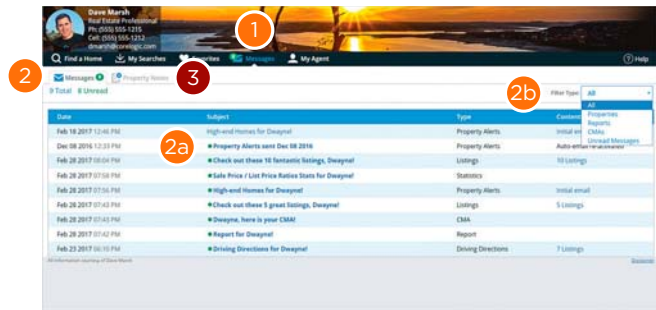 Dave Marsh
Real Estate Professional
Ph: (555) 555-1215
Cell: (555) 555-1212
dmarsh@corelogic.com
1
Find a Home My Searches Favorites Messages My Agent Help
2 Messages Property Notes 3
9 Total 8 Unread
2b Filter Type: All
All
Properties
Reports
CMAs
Unread Messages
Date Subject Type Content
Feb 18 2017 12:46 PM High-end Homes for Dwayne! Property Alerts Initial
2a
Dec 08 2016 12:33 PM Property Alerts sent Dec 08 2016 Property Alerts Auto email re-activated
Feb 28 2017 08:04 PM Check out these 10 fantastic listings, Dwayne! Listings 10 Listings
Feb 28 2017 07:58 PM Sale Price / List Price Ratios Stats for Dwayne! Statistics
Feb 28 2017 07:56 PM High-end Homes for Dwayne! Property Alerts Initial email
Feb 28 2017 07:43 PM Check out these 5 great listings, Dwayne! Listings 5 Listings
Feb 28 2017 07:43 PM Dwayne, here is your CMA! CMA
Feb 28 2017 07:42 PM Report for Dwayne! Report
Feb 23 2017 06:10 PM Driving Directions for Dwayne! Driving Directions 7 Listings
All information courtesy of Dave Marsh